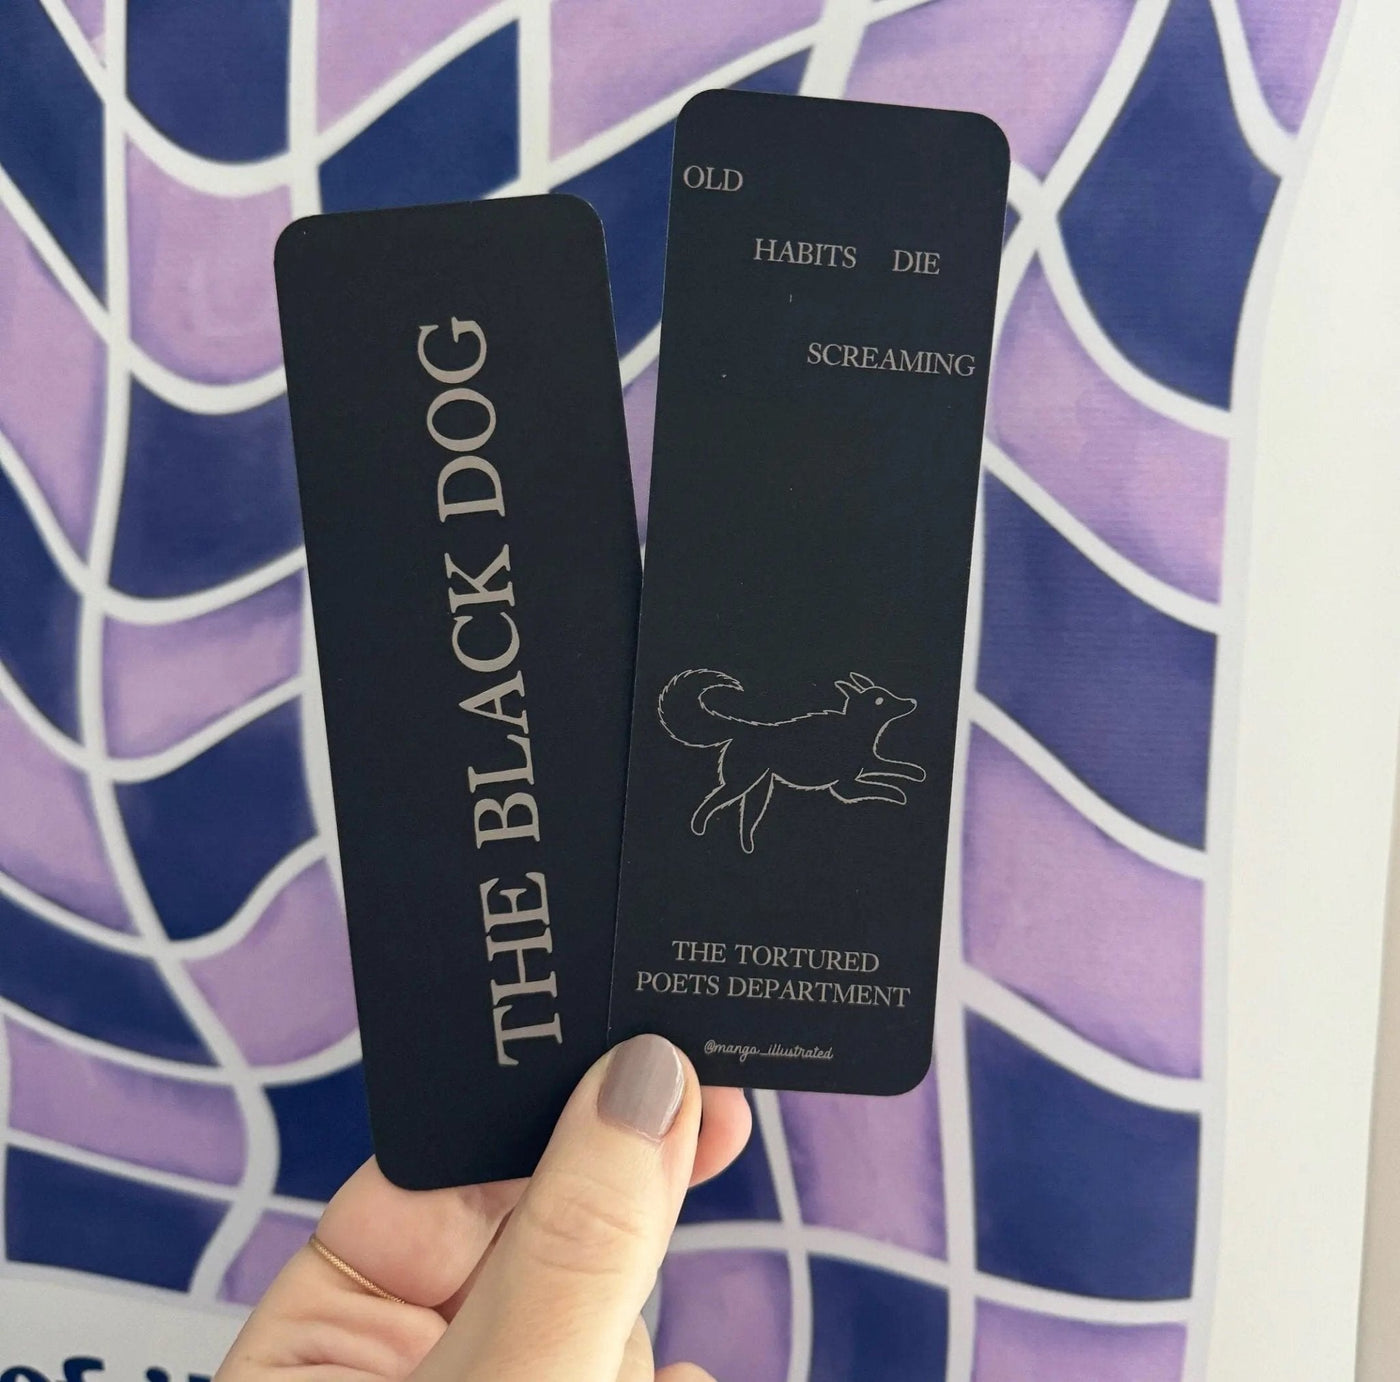 THE BLACK DOG
OLD
HABITS DIE
SCREAMING
THE TORTURED
POETS DEPARTMENT
@mango_illustrated